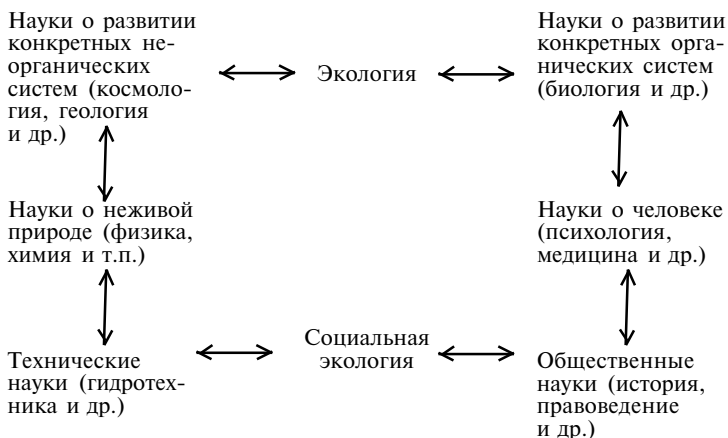 Науки о развитии
конкретных не-
органических
систем (космоло-
гия, геология
и др.)
Экология
Науки о развитии
конкретных орга-
нических систем
(биология и др.)
Науки о неживой
природе (физика,
химия и т.п.)
Науки о человеке
(психология,
медицина и др.)
Технические
науки (гидротех-
ника и др.)
Социальная
экология
Общественные
науки (история,
правоведение
и др.)